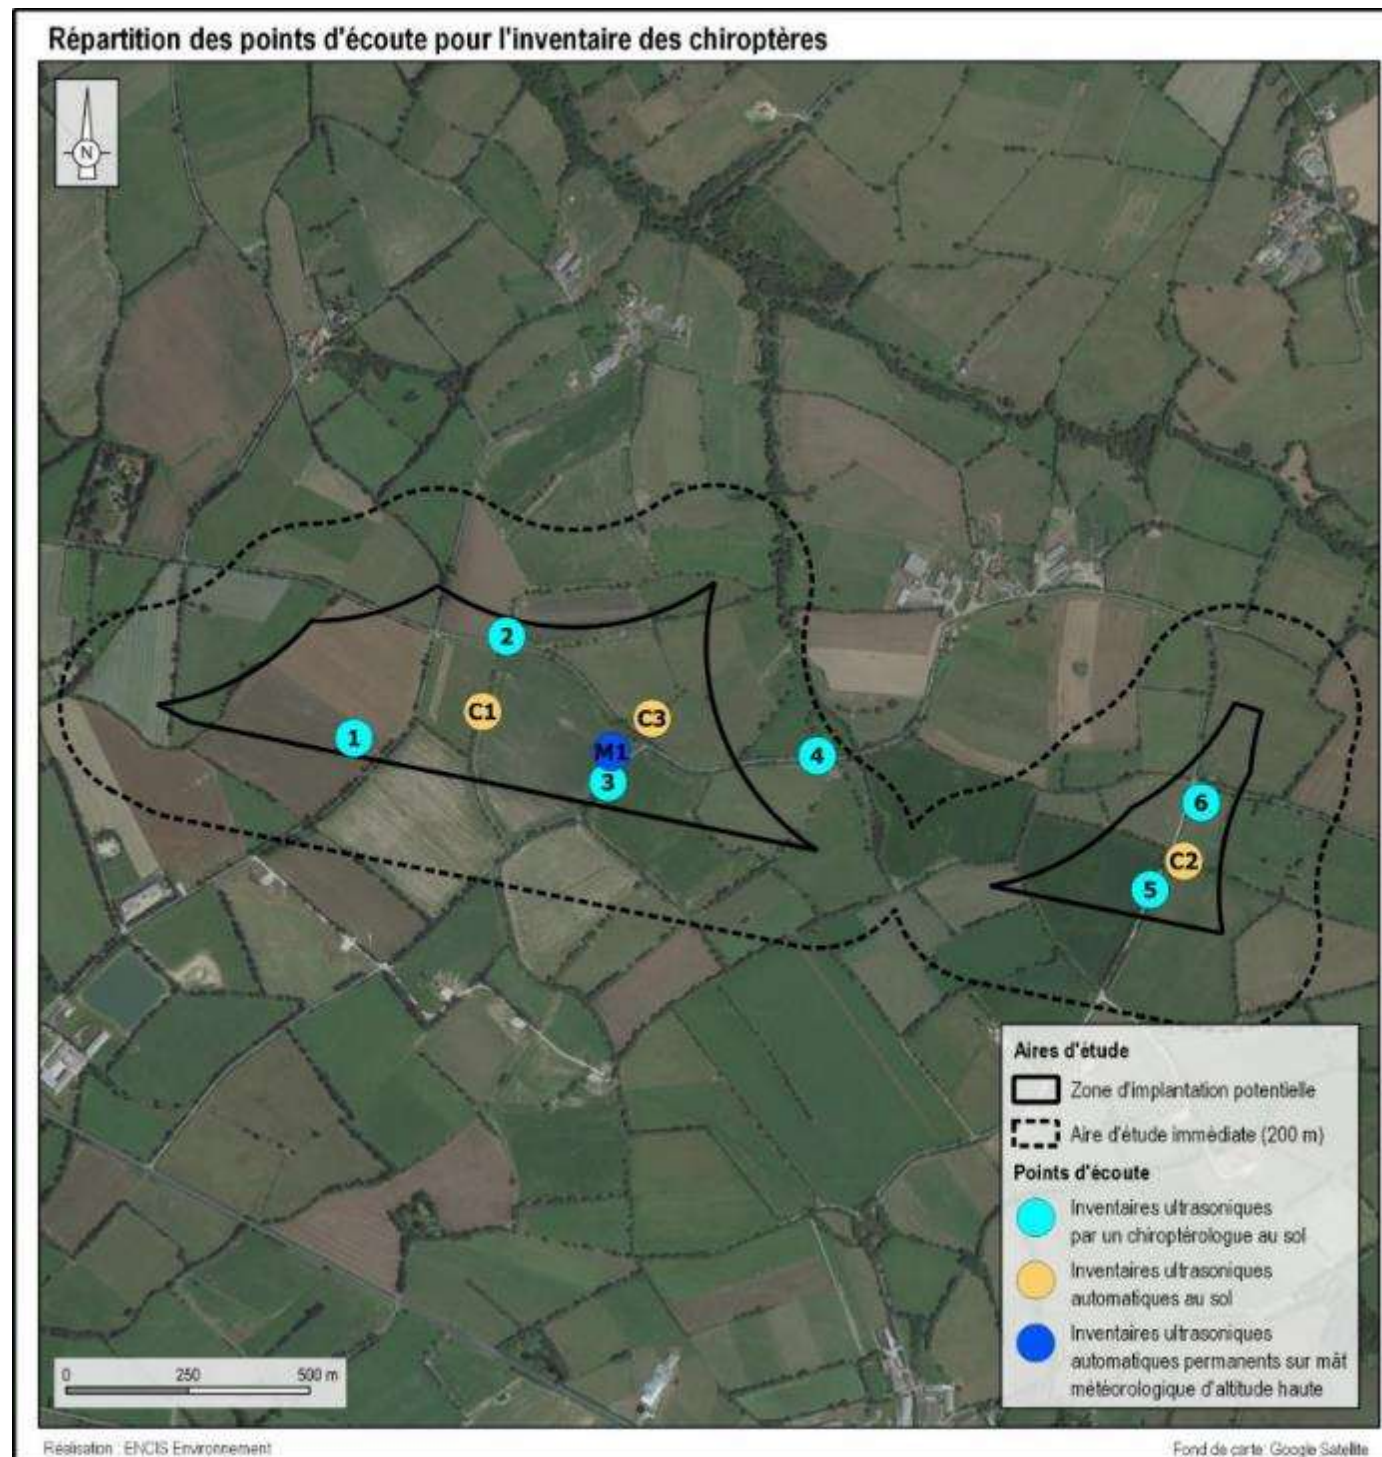 Répartition des points d'écoute pour l'inventaire des chiroptères
N
2
C1
C3
1
M1
3
4
6
C2
5
Aires d'étude
Zone d'implantation potentielle
Aire d'étude immédiate (200 m)
Points d'écoute
Inventaires ultrasoniques
par un chiroptérologue au sol
Inventaires ultrasoniques
automatiques au sol
Inventaires ultrasoniques
automatiques permanents sur mât
météorologique d'altitude haute
0 250 500 m
Réalisation : ENCIS Environnement
Fond de carte: Google Satellite